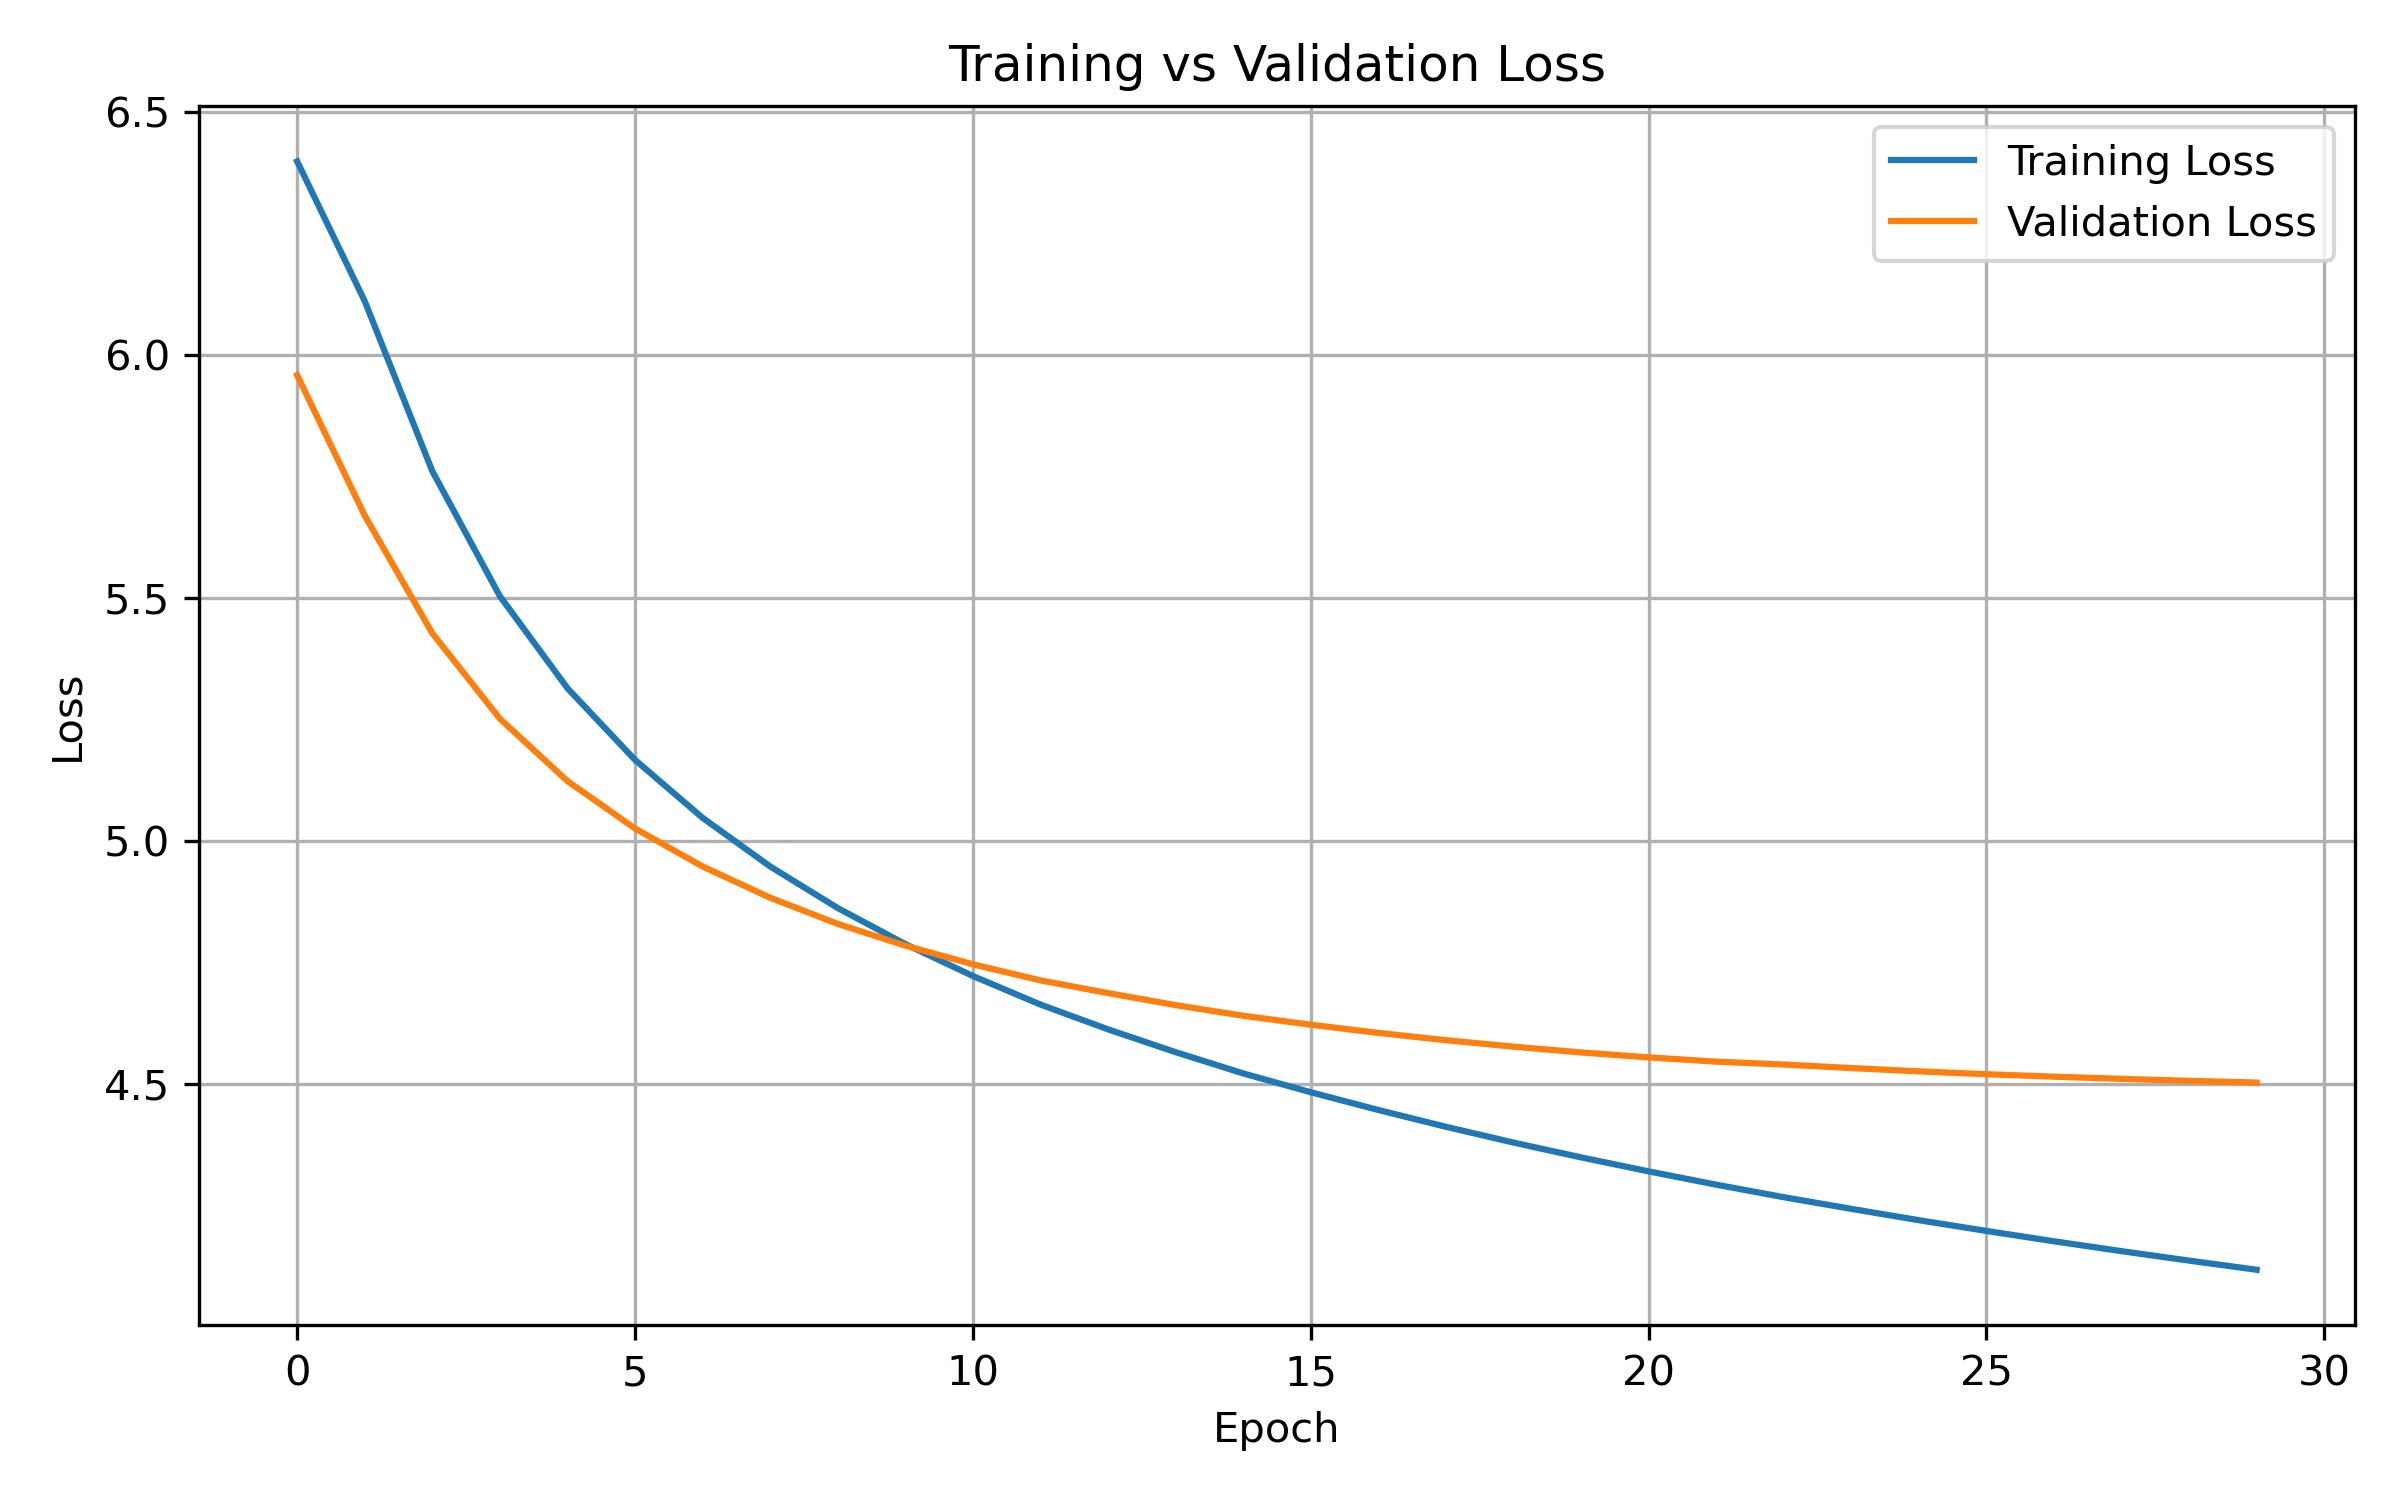 Training vs Validation Loss
Training Loss
Validation Loss
6.5
6.0
5.5
5.0
4.5
Loss
0 5 10 15 20 25 30
Epoch